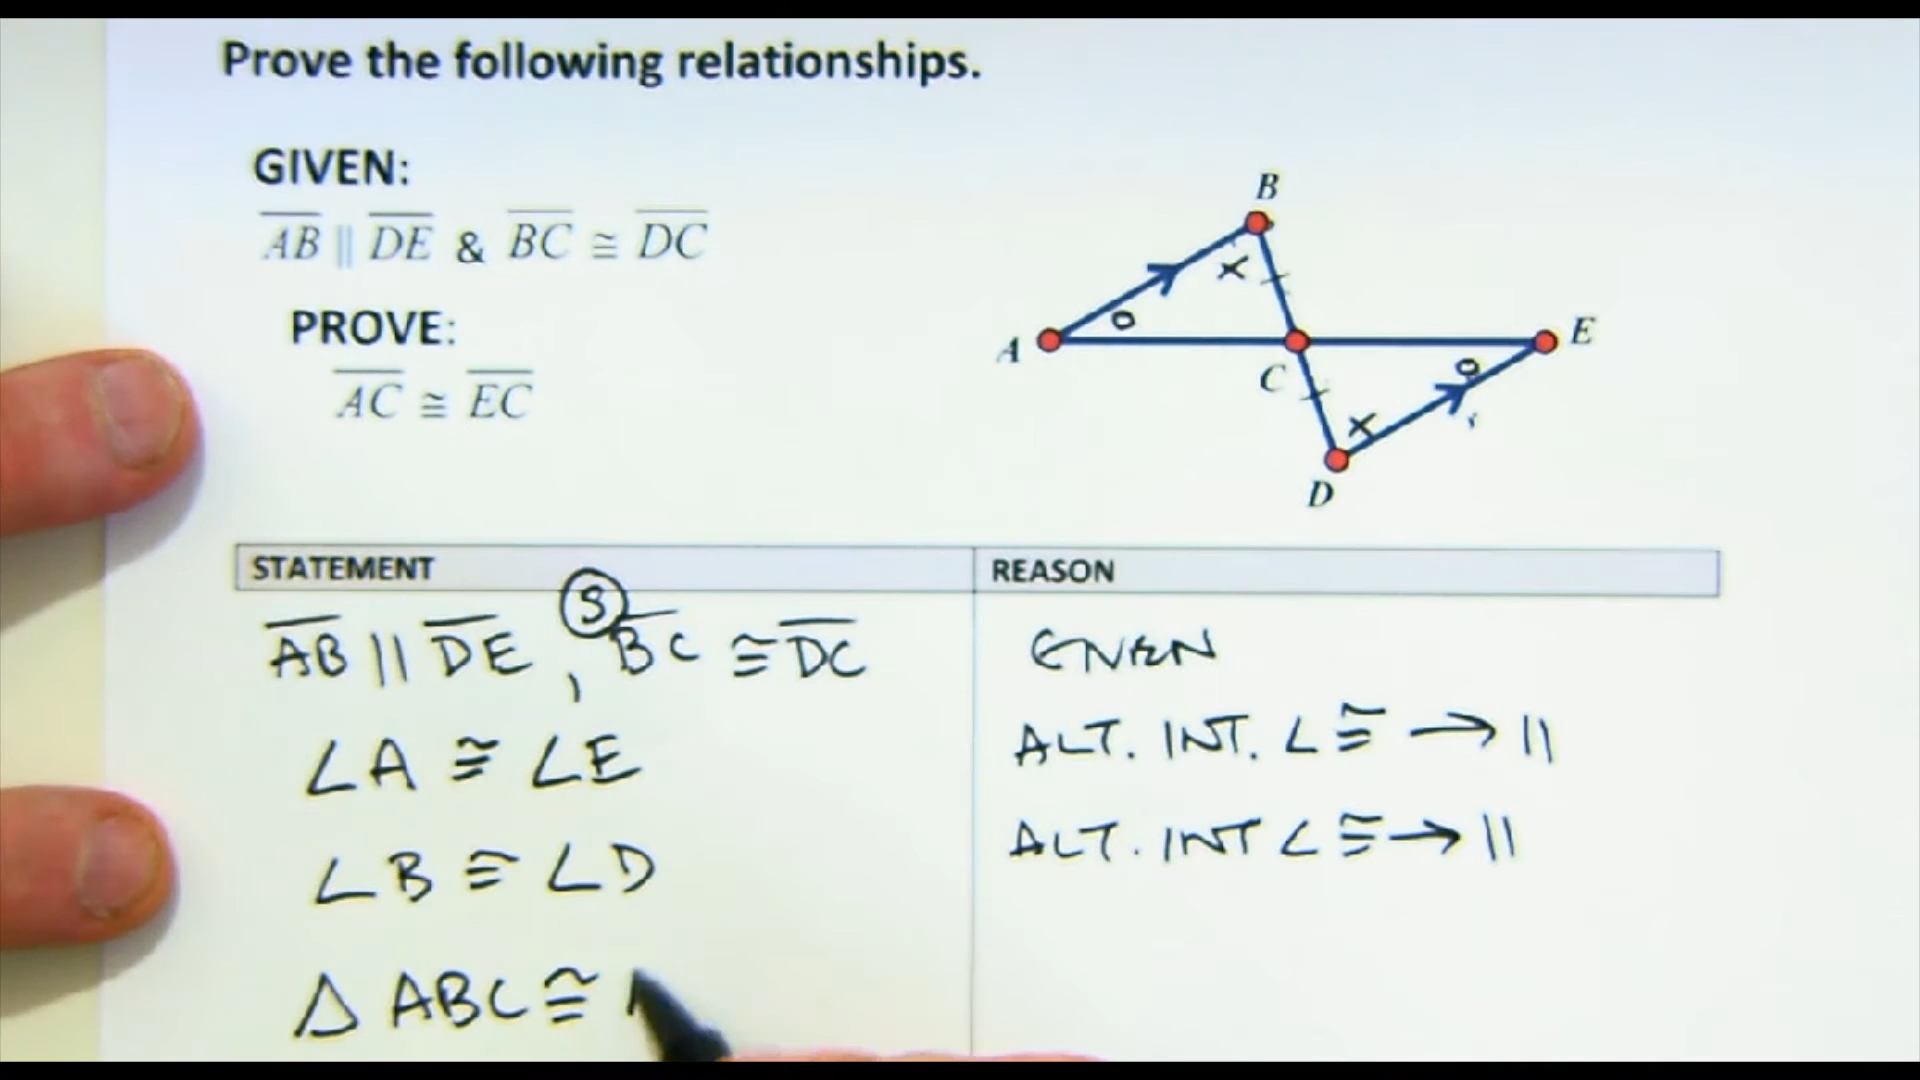 Prove the following relationships.
GIVEN:
AB || DE & BC ≅ DC
PROVE:
AC ≅ EC
B
A
C
E
D
STATEMENT
REASON
S
AB || DE, BC ≅ DC
GIVEN
∠A ≅ ∠E
ALT. INT. ∠ ≅ → ||
∠B ≅ ∠D
ALT. INT ∠ ≅ → ||
Δ ABC ≅